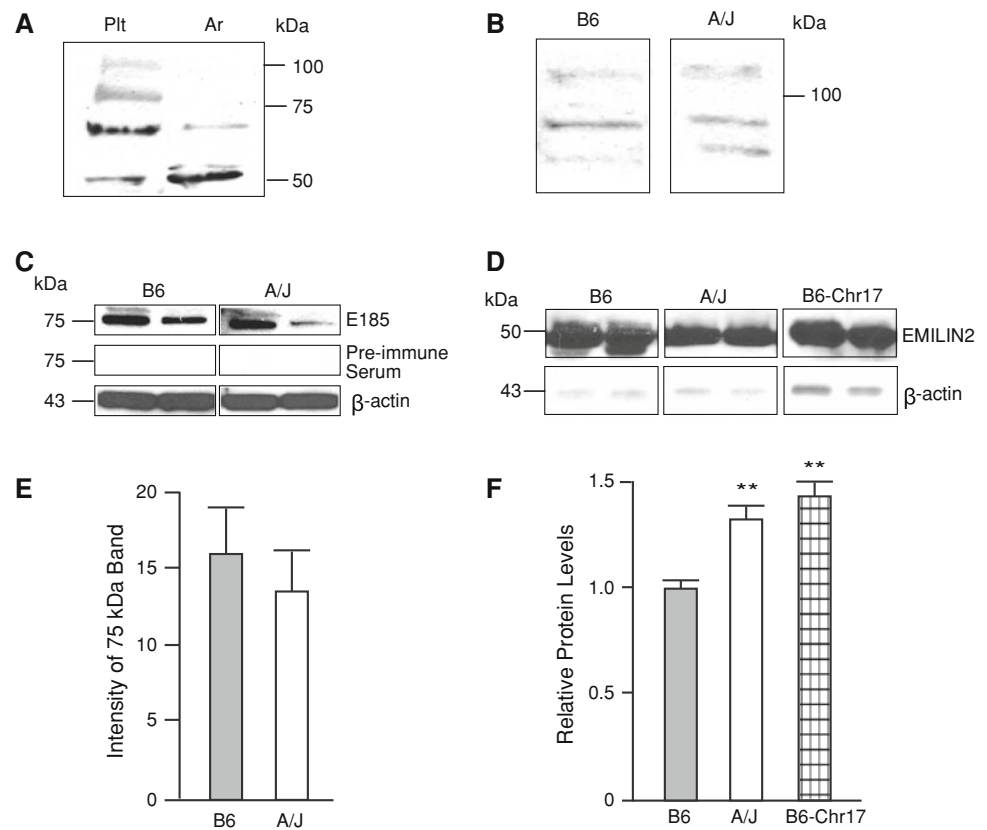 A
Plt Ar kDa
100
75
50
B
B6 A/J kDa
100
C
kDa
B6 A/J
75 E185
75 Pre-immune
Serum
43 β-actin
D
kDa
B6 A/J B6-Chr17
50 EMILIN2
43 β-actin
E
Intensity of 75 kDa Band
20
15
10
5
0
B6 A/J
F
Relative Protein Levels
1.5
1.0
0.5
0
** **
B6 A/J B6-Chr17